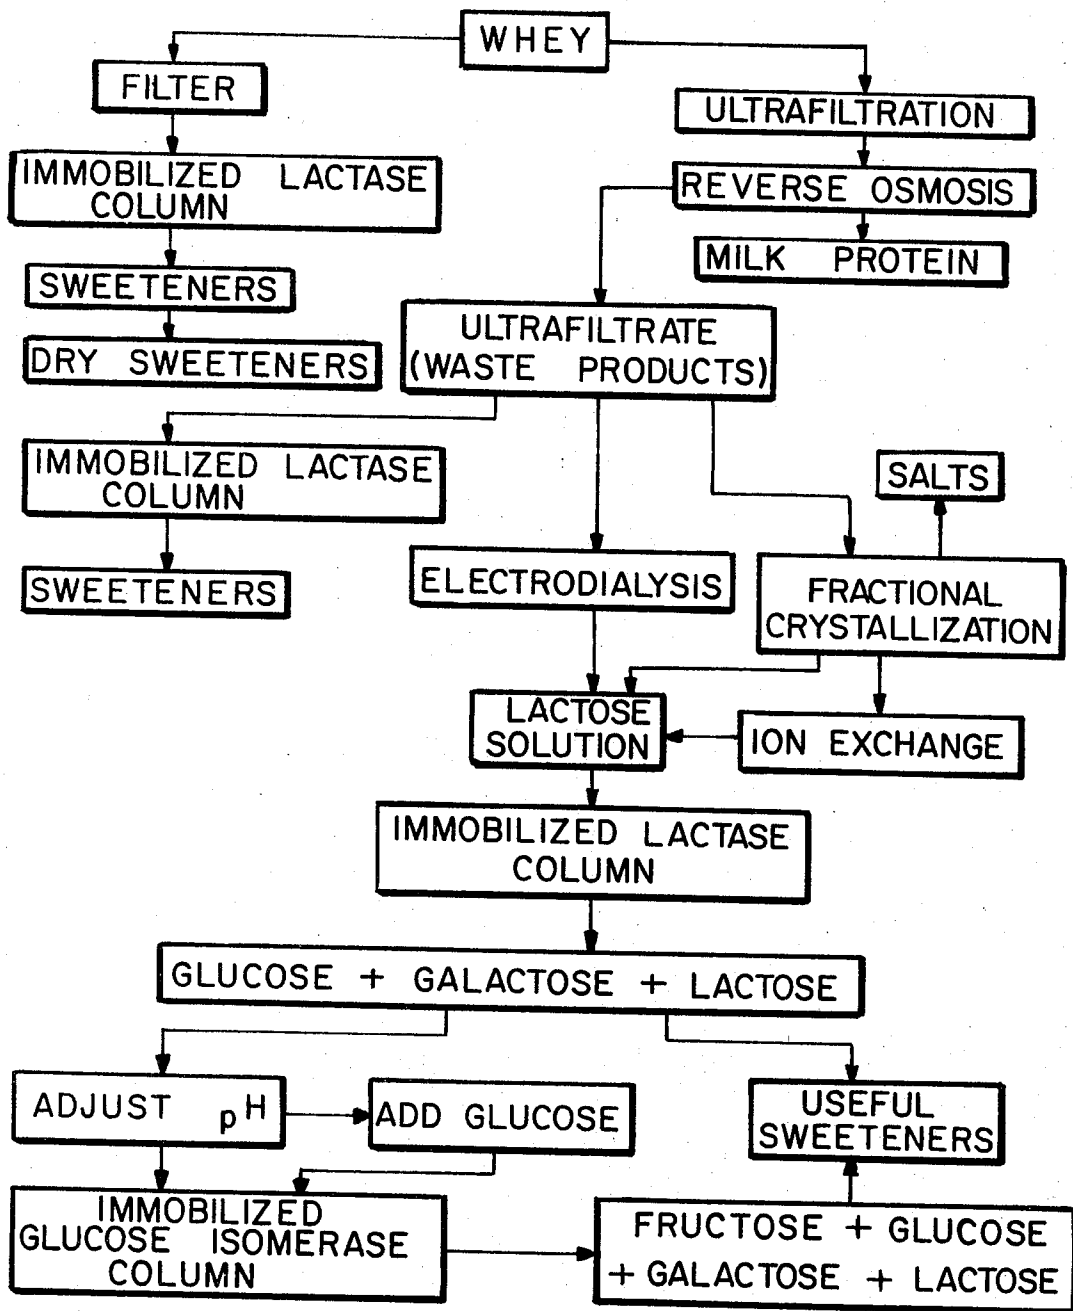 WHEY
FILTER
ULTRAFILTRATION
IMMOBILIZED LACTASE
COLUMN
REVERSE OSMOSIS
MILK PROTEIN
SWEETENERS
DRY SWEETENERS
ULTRAFILTRATE
(WASTE PRODUCTS)
IMMOBILIZED LACTASE
COLUMN
SALTS
SWEETENERS
ELECTRODIALYSIS
FRACTIONAL
CRYSTALLIZATION
LACTOSE
SOLUTION
ION EXCHANGE
IMMOBILIZED LACTASE
COLUMN
GLUCOSE + GALACTOSE + LACTOSE
ADJUST pH
ADD GLUCOSE
USEFUL
SWEETENERS
IMMOBILIZED
GLUCOSE ISOMERASE
COLUMN
FRUCTOSE + GLUCOSE
+ GALACTOSE + LACTOSE